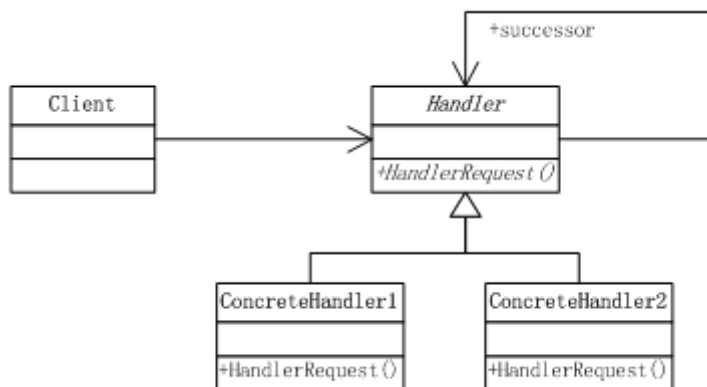 +successor
Client
Handler
+HandlerRequest()
ConcreteHandler1
ConcreteHandler2
+HandlerRequest()
+HandlerRequest()